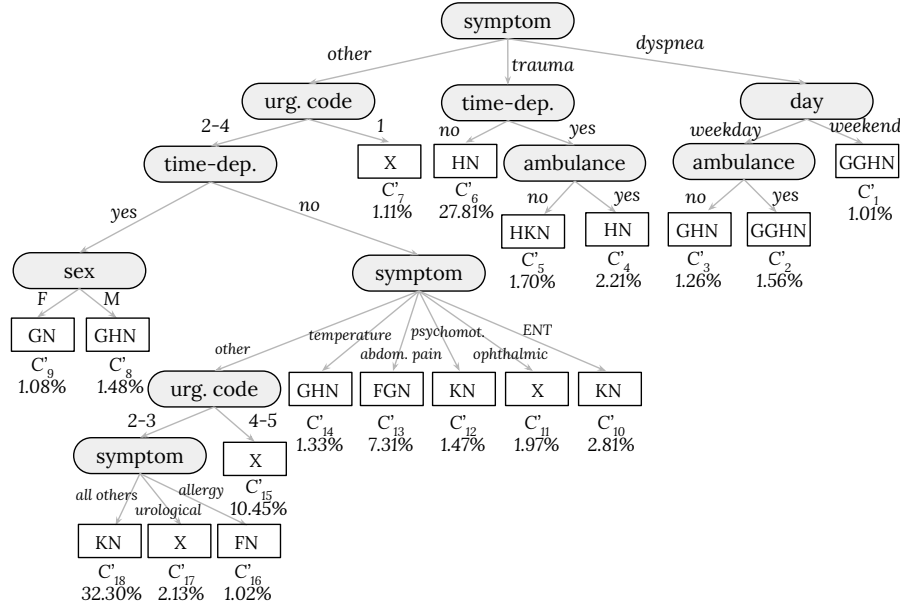 symptom
other
trauma
dyspnea
urg. code
time-dep.
day
2-4
1
no
yes
weekday
weekend
time-dep.
X
HN
ambulance
ambulance
GGHN
C'7
1.11%
C'6
27.81%
C'1
1.01%
yes
no
no
yes
no
yes
HKN
HN
GHN
GGHN
C'5
1.70%
C'4
2.21%
C'3
1.26%
C'2
1.56%
sex
symptom
F
M
other
temperature
abdom. pain
psychomot.
ophthalmic
ENT
GN
GHN
C'9
1.08%
C'8
1.48%
urg. code
GHN
FGN
KN
X
KN
C'14
1.33%
C'13
7.31%
C'12
1.47%
C'11
1.97%
C'10
2.81%
2-3
4-5
symptom
X
C'15
10.45%
all others
urological
allergy
KN
X
FN
C'18
32.30%
C'17
2.13%
C'16
1.02%